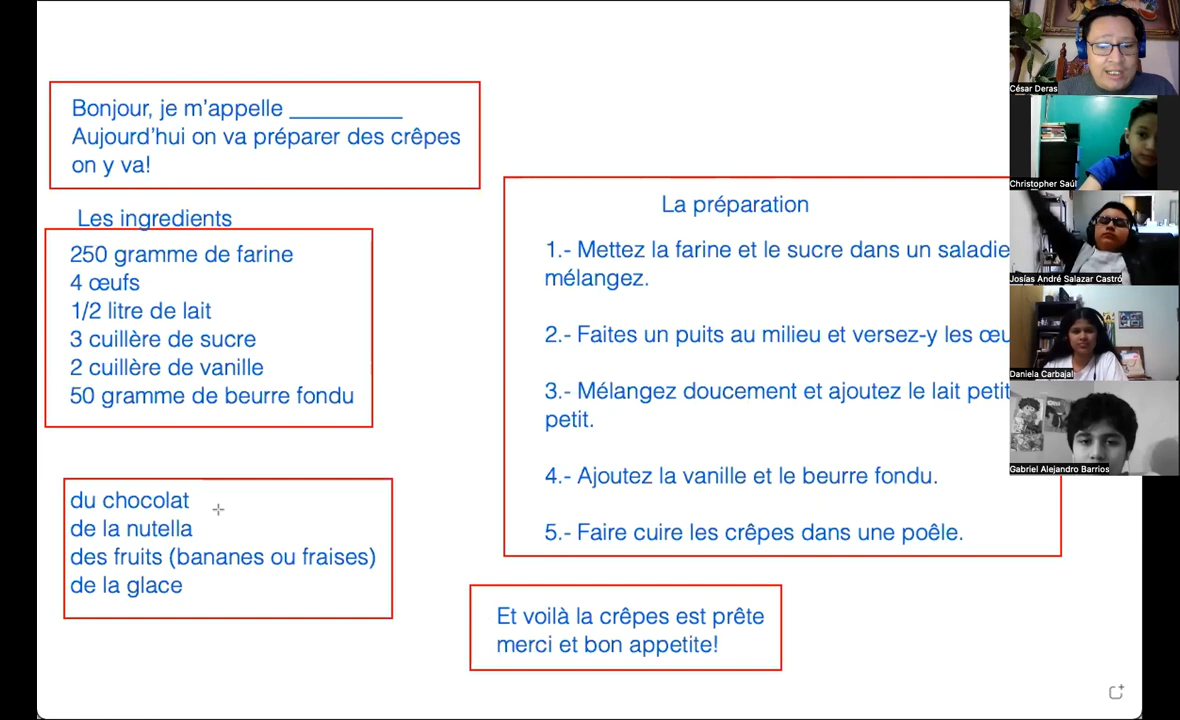 Bonjour, je m'appelle __________
Aujourd'hui on va préparer des crêpes
on y va!
Les ingredients
250 gramme de farine
4 œufs
1/2 litre de lait
3 cuillère de sucre
2 cuillère de vanille
50 gramme de beurre fondu
du chocolat
de la nutella
des fruits (bananes ou fraises)
de la glace
La préparation
1.- Mettez la farine et le sucre dans un saladie
mélangez.
2.- Faites un puits au milieu et versez-y les œu
3.- Mélangez doucement et ajoutez le lait petit
petit.
4.- Ajoutez la vanille et le beurre fondu.
5.- Faire cuire les crêpes dans une poêle.
Et voilà la crêpes est prête
merci et bon appetite!
César Deras
Christopher Saúl
Josías André Salazar Castró
Daniela Carbajal
Gabriel Alejandro Barrios